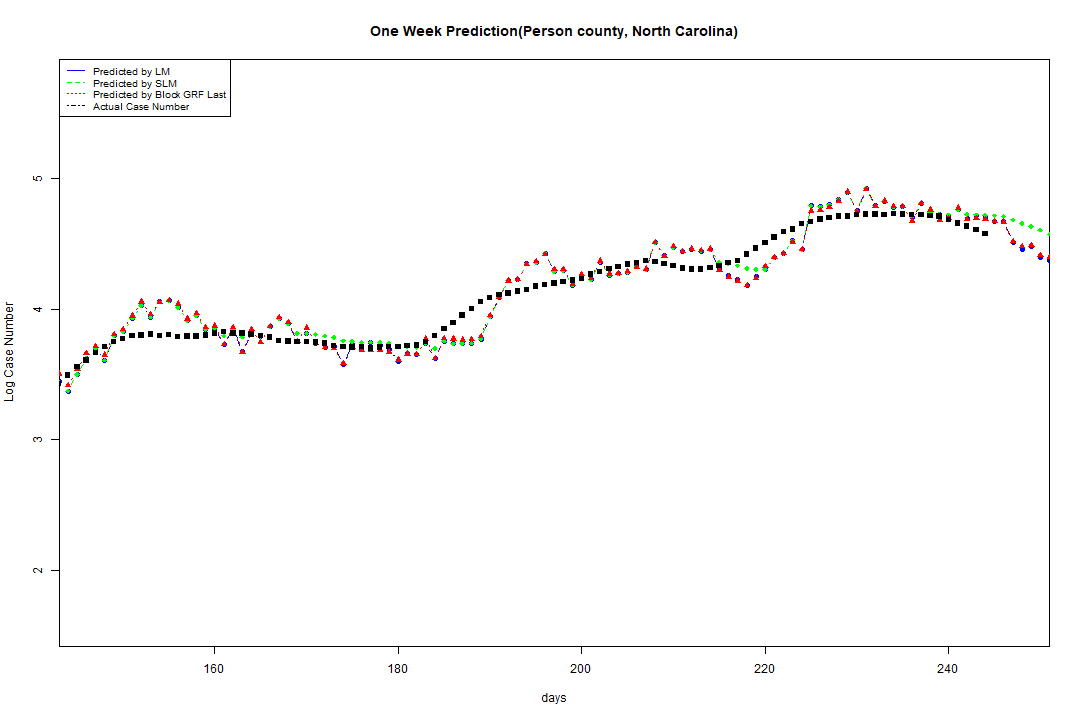 One Week Prediction(Person county, North Carolina)
Predicted by LM
Predicted by SLM
Predicted by Block GRF Last
Actual Case Number
5
4
3
2
Log Case Number
160 180 200 220 240
days